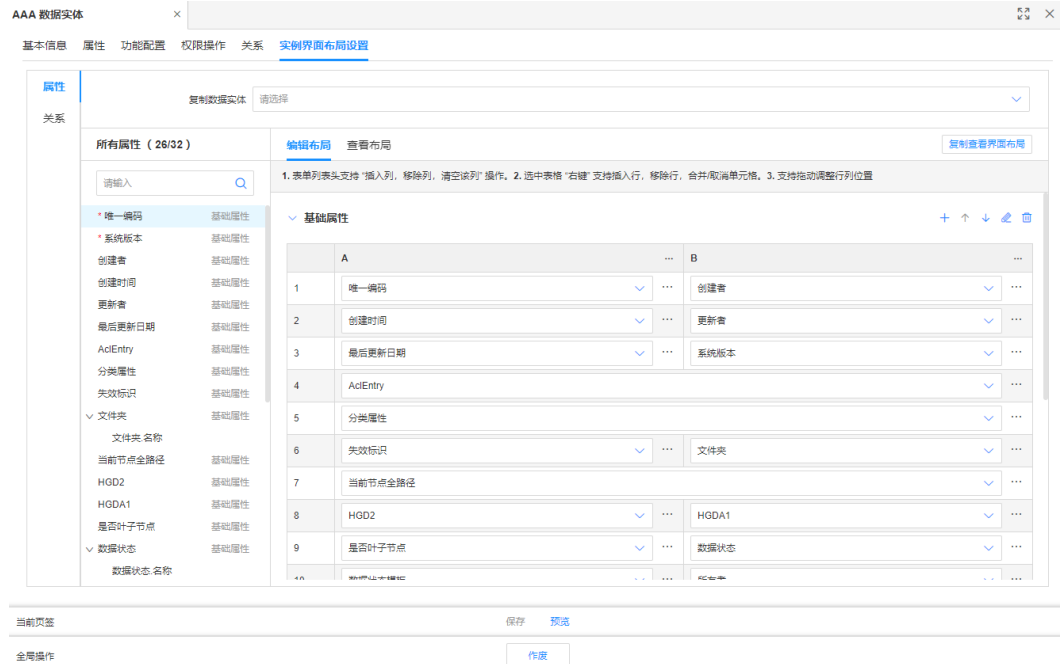 AAA 数据实体
基本信息 属性 功能配置 权限操作 关系 实例界面布局设置
属性
关系
复制数据实体 请选择
所有属性（26/32）
编辑布局 查看布局 复制查看界面布局
请输入
1. 表单列表头支持 “插入列，移除列，清空该列” 操作。2. 选中表格 “右键” 支持插入行，移除行，合并/取消单元格。3. 支持拖动调整行列位置
* 唯一编码 基础属性
* 系统版本 基础属性
创建者 基础属性
创建时间 基础属性
更新者 基础属性
最后更新日期 基础属性
AclEntry 基础属性
分类属性 基础属性
失效标识 基础属性
文件夹 基础属性
文件夹.名称
当前节点全路径 基础属性
HGD2 基础属性
HGDA1 基础属性
是否叶子节点 基础属性
数据状态 基础属性
数据状态.名称
基础属性
A ... B ...
1 唯一编码 ... 创建者 ...
2 创建时间 ... 更新者 ...
3 最后更新日期 ... 系统版本 ...
4 AclEntry ...
5 分类属性 ...
6 失效标识 ... 文件夹 ...
7 当前节点全路径 ...
8 HGD2 ... HGDA1 ...
9 是否叶子节点 ... 数据状态 ...
10 数据状态模板 ... 所有者 ...
当前页签 保存 预览
全局操作 作废